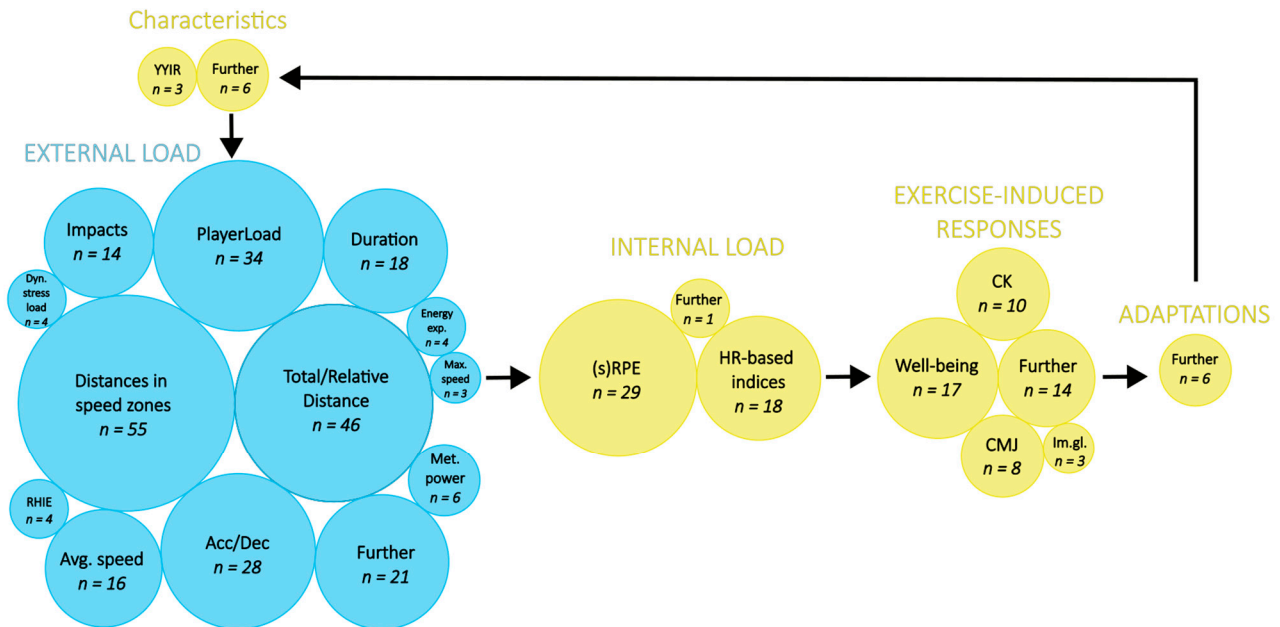 Characteristics
YYIR
n = 3
Further
n = 6
EXTERNAL LOAD
Impacts
n = 14
PlayerLoad
n = 34
Duration
n = 18
Dyn.
stress
load
n = 4
Energy
exp.
n = 4
Max.
speed
n = 3
Distances in
speed zones
n = 55
Total/Relative
Distance
n = 46
RHIE
n = 4
Met.
power
n = 6
Avg. speed
n = 16
Acc/Dec
n = 28
Further
n = 21
INTERNAL LOAD
Further
n = 1
(s)RPE
n = 29
HR-based
indices
n = 18
EXERCISE-INDUCED
RESPONSES
CK
n = 10
Well-being
n = 17
Further
n = 14
CMJ
n = 8
Im.gl.
n = 3
ADAPTATIONS
Further
n = 6